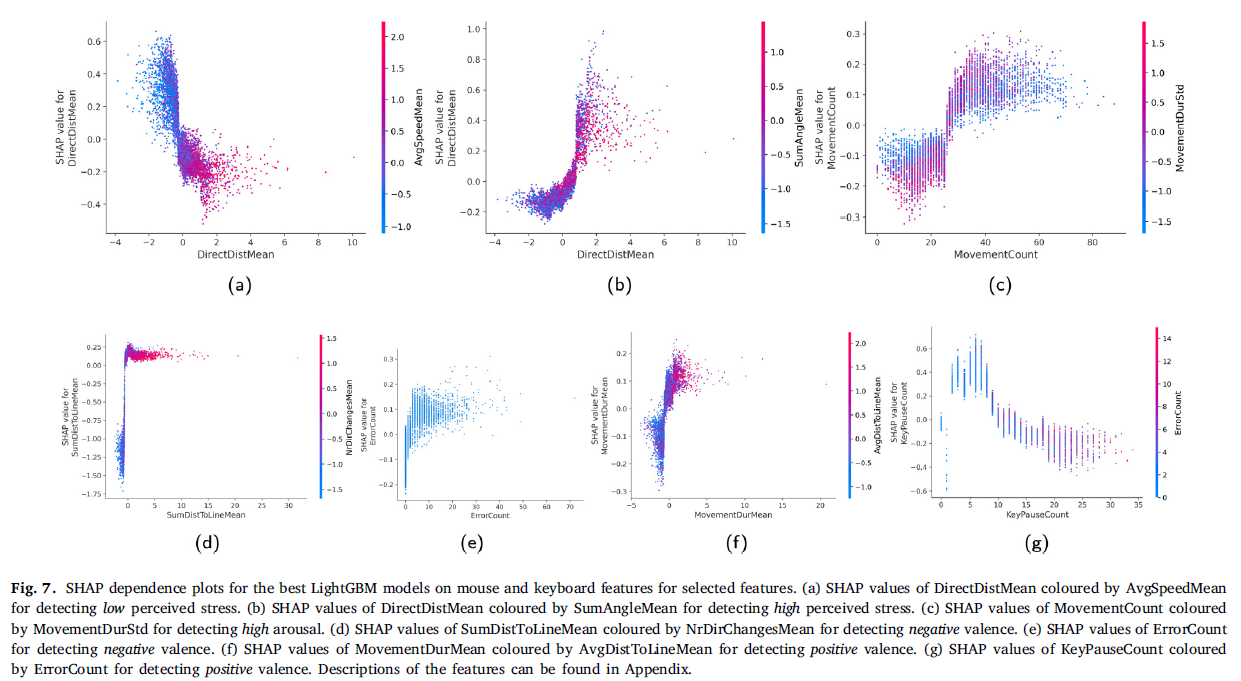 SHAP value for
DirectDistMean
0.6
0.4
0.2
0.0
−0.2
−0.4
−4 −2 0 2 4 6 8 10
DirectDistMean
2.0
1.5
1.0
0.5
0.0
−0.5
−1.0
AvgSpeedMean
(a)
SHAP value for
DirectDistMean
1.0
0.8
0.6
0.4
0.2
0.0
−0.2
−4 −2 0 2 4 6 8 10
DirectDistMean
1.0
0.5
0.0
−0.5
−1.0
−1.5
SumAngleMean
(b)
SHAP value for
MovementCount
0.3
0.2
0.1
0.0
−0.1
−0.2
−0.3
0 20 40 60 80
MovementCount
1.5
1.0
0.5
0.0
−0.5
−1.0
−1.5
MovementDurStd
(c)
SHAP value for
SumDistToLineMean
0.25
0.00
−0.25
−0.50
−0.75
−1.00
−1.25
−1.50
−1.75
0 5 10 15 20 25 30
SumDistToLineMean
1.5
1.0
0.5
0.0
−0.5
−1.0
−1.5
NrDirChangesMean
(d)
SHAP value for
ErrorCount
0.3
0.2
0.1
0.0
−0.1
−0.2
0 10 20 30 40 50 60 70
ErrorCount
(e)
SHAP value for
MovementDurMean
0.2
0.1
0.0
−0.1
−0.2
−0.3
−5 0 5 10 15 20
MovementDurMean
2.0
1.5
1.0
0.5
0.0
−0.5
−1.0
AvgDistToLineMean
(f)
SHAP value for
KeyPauseCount
0.6
0.4
0.2
0.0
−0.2
−0.4
−0.6
0 5 10 15 20 25 30 35
KeyPauseCount
14
12
10
8
6
4
2
0
ErrorCount
(g)
Fig. 7. SHAP dependence plots for the best LightGBM models on mouse and keyboard features for selected features. (a) SHAP values of DirectDistMean coloured by AvgSpeedMean
for detecting low perceived stress. (b) SHAP values of DirectDistMean coloured by SumAngleMean for detecting high perceived stress. (c) SHAP values of MovementCount coloured
by MovementDurStd for detecting high arousal. (d) SHAP values of SumDistToLineMean coloured by NrDirChangesMean for detecting negative valence. (e) SHAP values of ErrorCount
for detecting negative valence. (f) SHAP values of MovementDurMean coloured by AvgDistToLineMean for detecting positive valence. (g) SHAP values of KeyPauseCount coloured
by ErrorCount for detecting positive valence. Descriptions of the features can be found in Appendix.